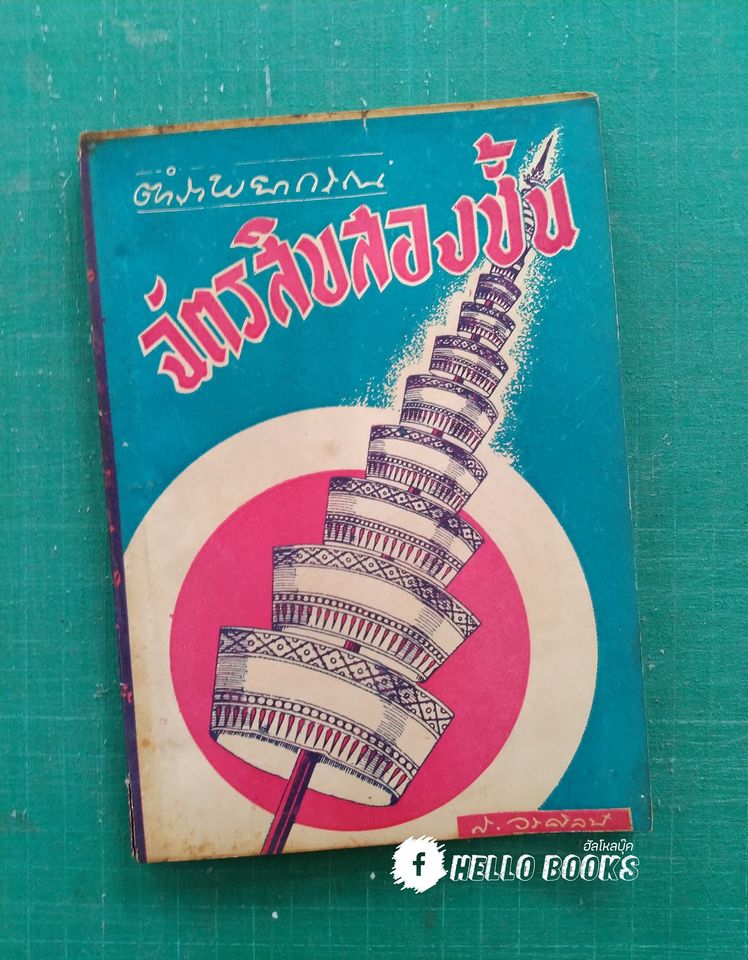 ตำราพยากรณ์
ฉัตรสิบสองชั้น
ส. วรศิลป์
ฮัลโหลบุ๊ค
f HELLO BOOKS